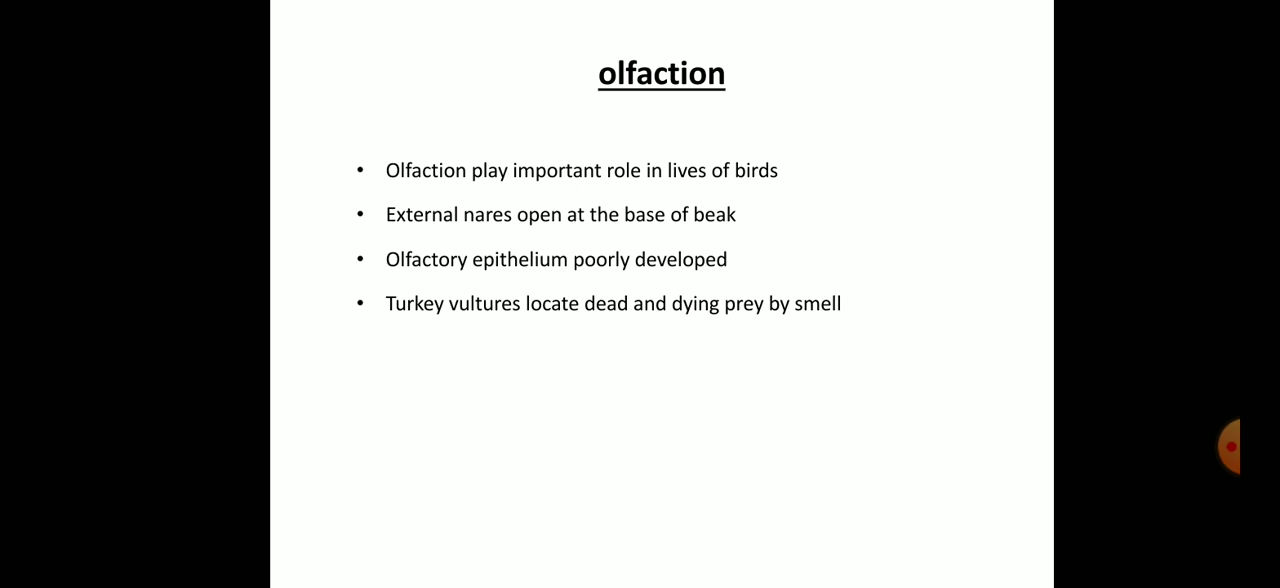 olfaction
• Olfaction play important role in lives of birds
• External nares open at the base of beak
• Olfactory epithelium poorly developed
• Turkey vultures locate dead and dying prey by smell